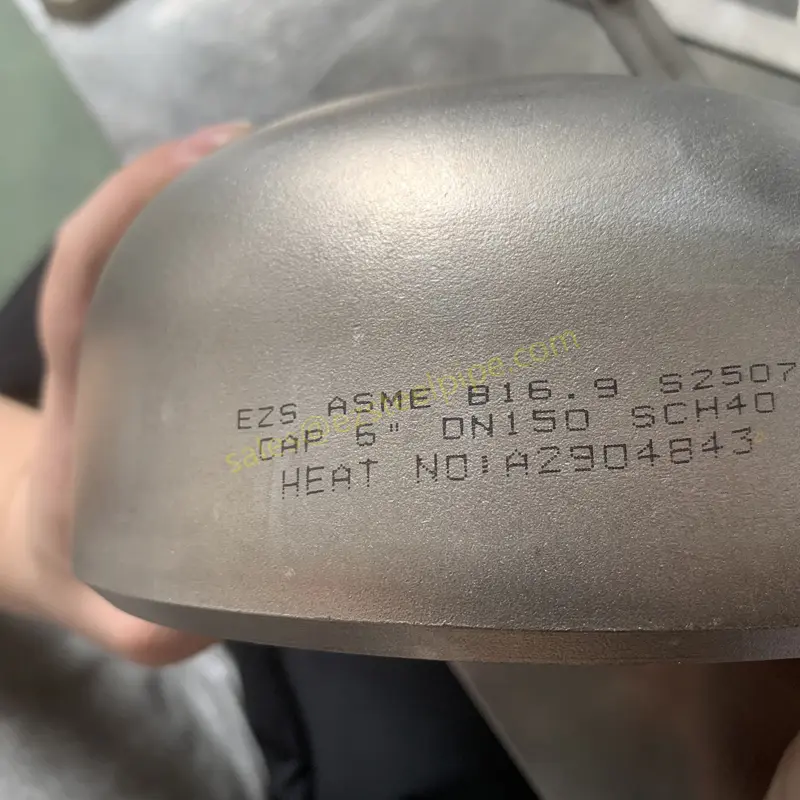 EZS ASME B16.9 S2507
CAP 6" DN150 SCH40
HEAT NO:A2904843